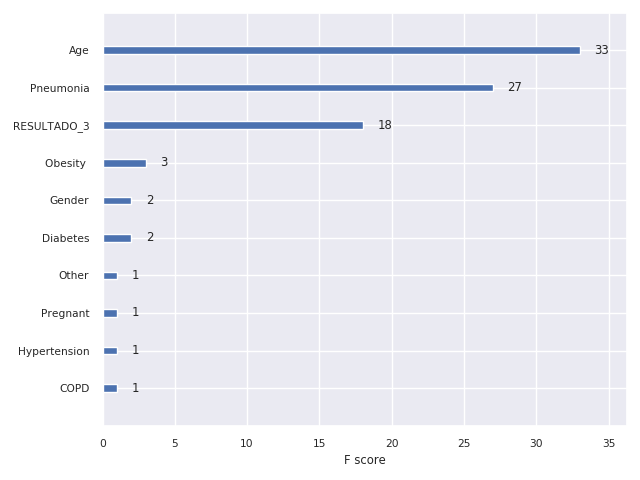 Age 33
Pneumonia 27
RESULTADO_3 18
Obesity 3
Gender 2
Diabetes 2
Other 1
Pregnant 1
Hypertension 1
COPD 1
0 5 10 15 20 25 30 35
F score